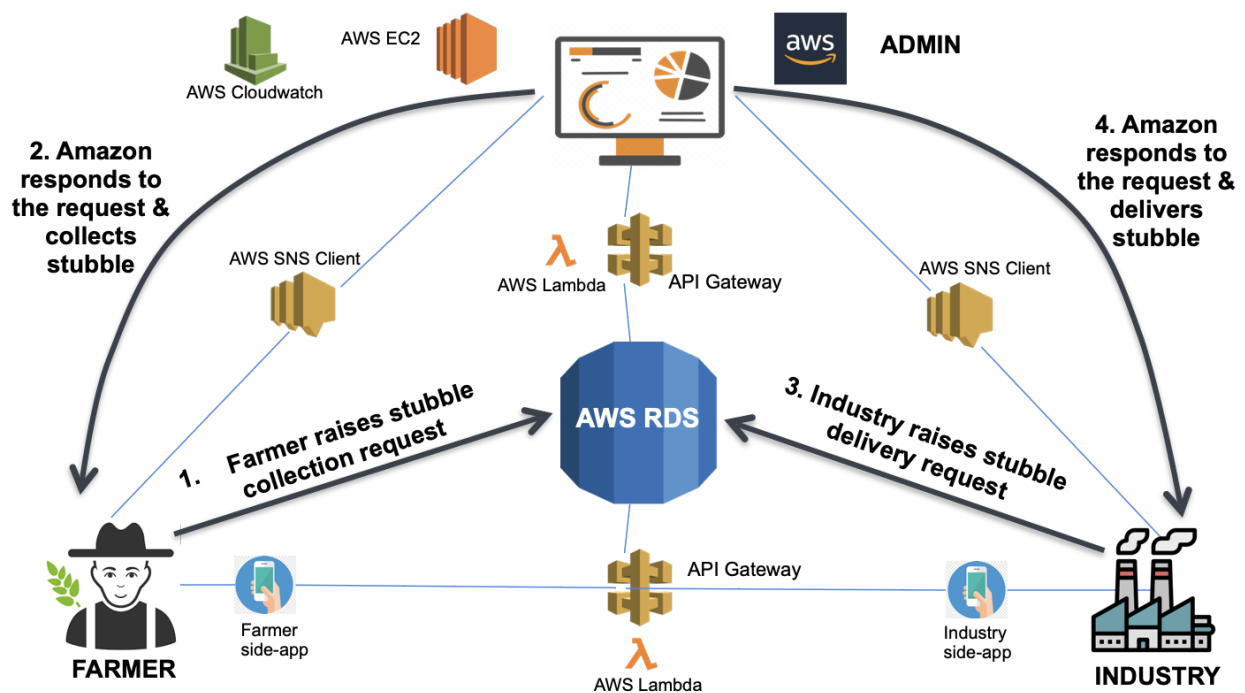 AWS EC2
aws
ADMIN
AWS Cloudwatch
2. Amazon
responds to
the request &
collects
stubble
4. Amazon
responds to
the request &
delivers
stubble
AWS SNS Client
AWS Lambda
API Gateway
AWS SNS Client
AWS RDS
1. Farmer raises stubble
collection request
3. Industry raises stubble
delivery request
API Gateway
Farmer
side-app
Industry
side-app
FARMER
AWS Lambda
INDUSTRY